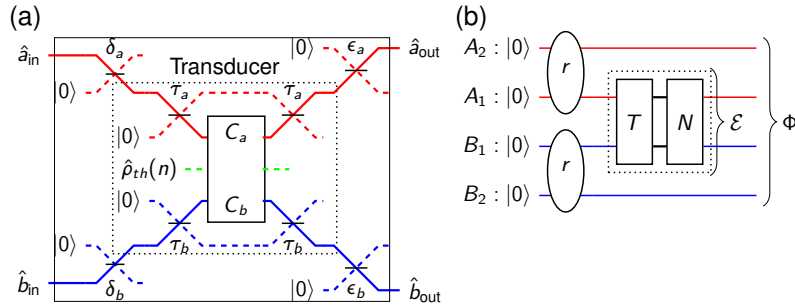 (a)
(b)
â_in δ_a |0⟩ ϵ_a â_out
|0⟩ Transducer
τ_a τ_a
|0⟩ C_a
ρ̂_th(n)
|0⟩ C_b
|0⟩ τ_b τ_b
b̂_in δ_b |0⟩ ϵ_b b̂_out
A_2 : |0⟩
r
A_1 : |0⟩
T N ℰ Φ
B_1 : |0⟩
r
B_2 : |0⟩